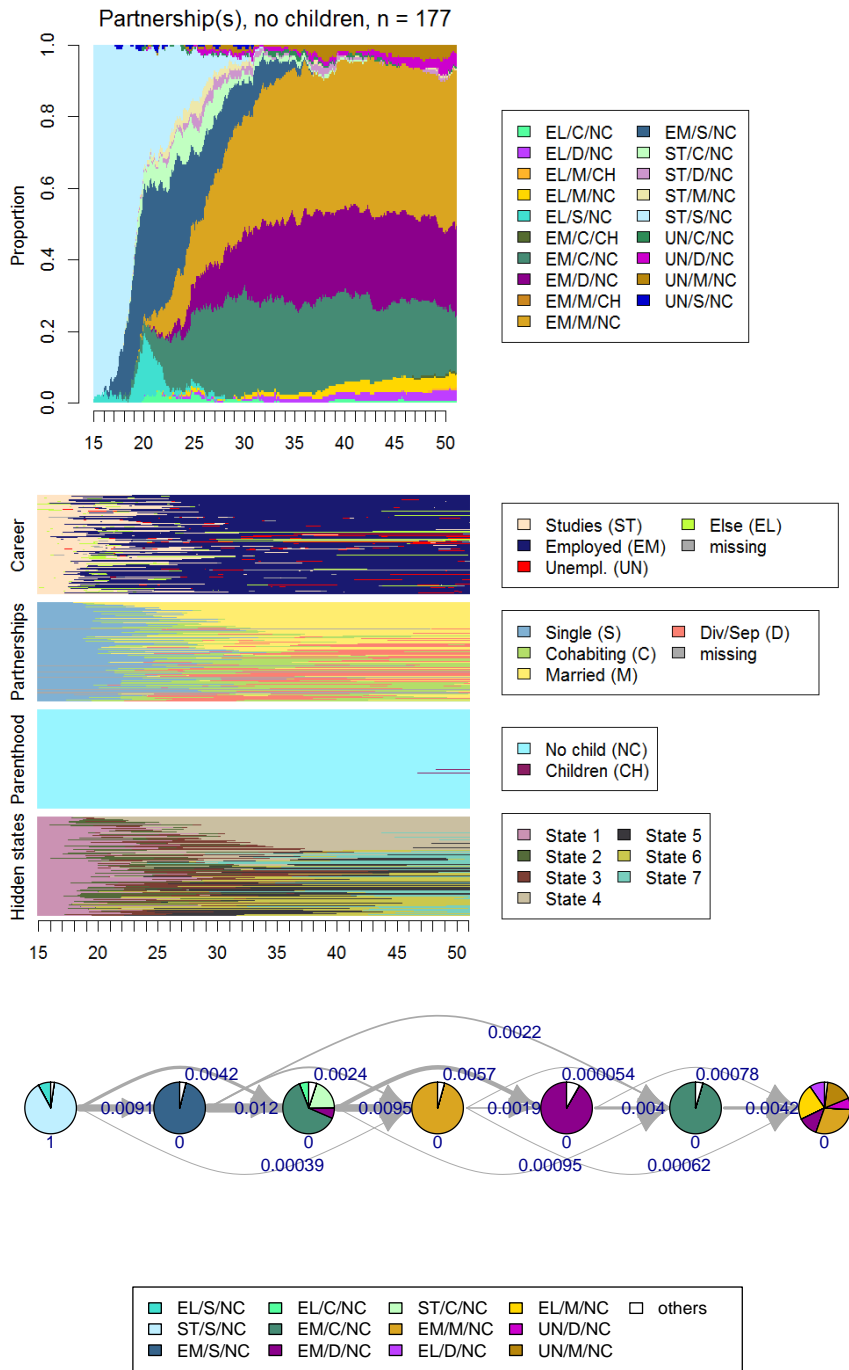 Partnership(s), no children, n = 177
Proportion
1.0
0.8
0.6
0.4
0.2
0.0
15 20 25 30 35 40 45 50
EL/C/NC EM/S/NC
EL/D/NC ST/C/NC
EL/M/CH ST/D/NC
EL/M/NC ST/M/NC
EL/S/NC ST/S/NC
EM/C/CH UN/C/NC
EM/C/NC UN/D/NC
EM/D/NC UN/M/NC
EM/M/CH UN/S/NC
EM/M/NC
Career
Studies (ST) Else (EL)
Employed (EM) missing
Unempl. (UN)
Partnerships
Single (S) Div/Sep (D)
Cohabiting (C) missing
Married (M)
Parenthood
No child (NC)
Children (CH)
Hidden states
State 1 State 5
State 2 State 6
State 3 State 7
State 4
15 20 25 30 35 40 45 50
0.0022
0.0042 0.0024 0.0057 0.000054 0.00078
0.0091 0.012 0.0095 0.0019 0.004 0.0042
1 0 0 0 0 0 0
0.00039 0.00095 0.00062
EL/S/NC EL/C/NC ST/C/NC EL/M/NC others
ST/S/NC EM/C/NC EM/M/NC UN/D/NC
EM/S/NC EM/D/NC EL/D/NC UN/M/NC